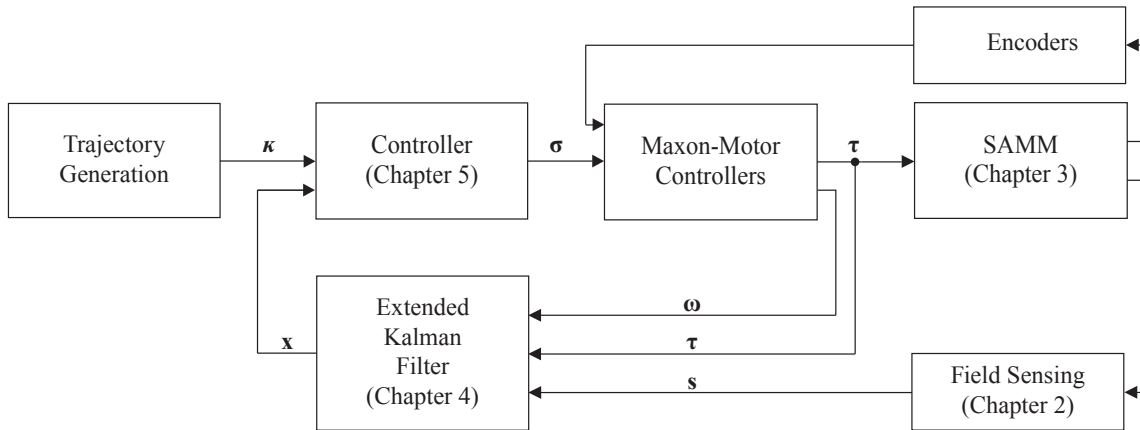 Encoders
Trajectory
Generation
κ
Controller
(Chapter 5)
σ
Maxon-Motor
Controllers
τ
SAMM
(Chapter 3)
Extended
Kalman
Filter
(Chapter 4)
x
ω
τ
s
Field Sensing
(Chapter 2)